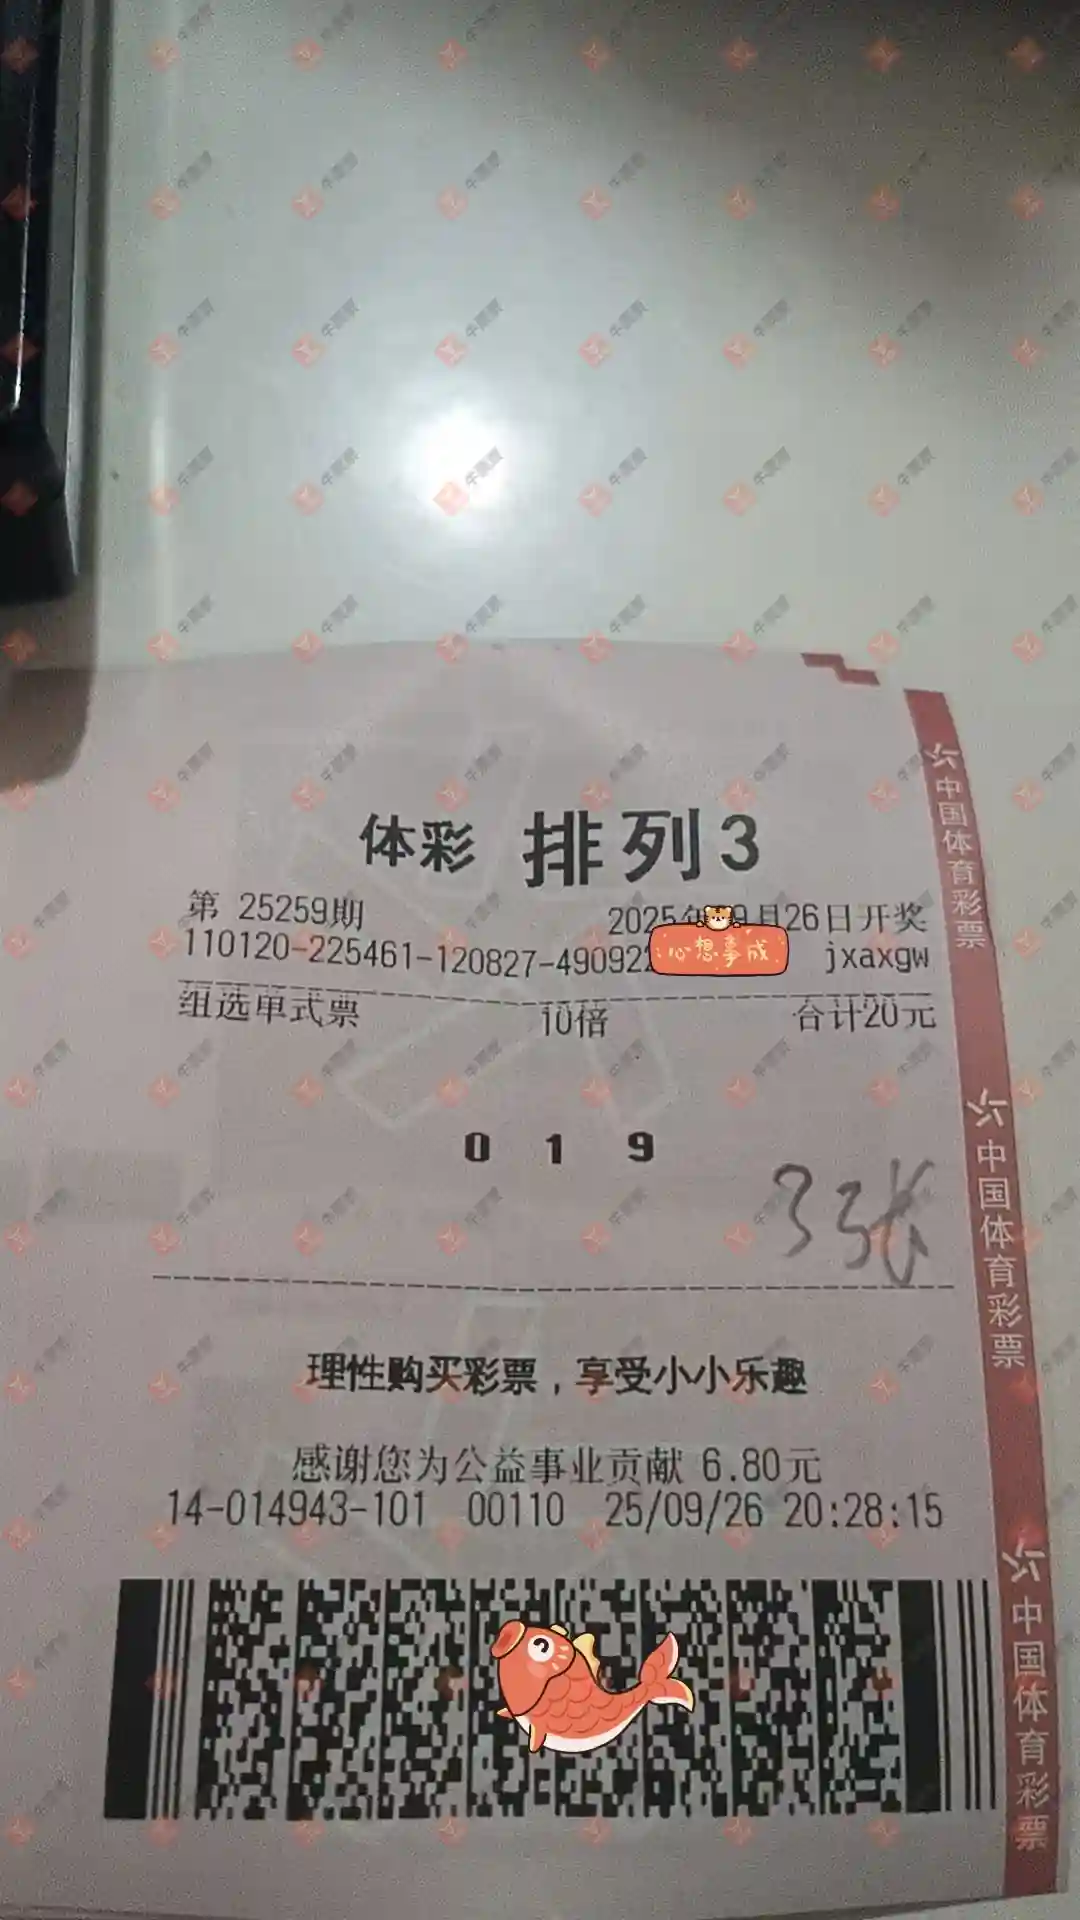 体彩 排列3
第 25259期 2025年09月26日开奖
110120-225461-120827-490922 jxaxgw
心想事成
组选单式票 10倍 合计20元
0 1 9
33张
理性购买彩票，享受小小乐趣
感谢您为公益事业贡献 6.80元
14-014943-101 00110 25/09/26 20:28:15
中国体育彩票
中国体育彩票
中国体育彩票